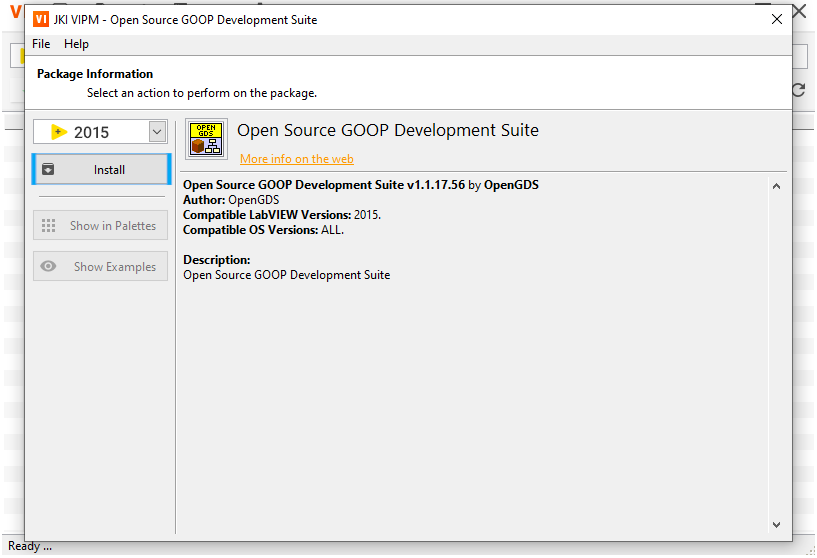 VI JKI VIPM - Open Source GOOP Development Suite
File Help
Package Information
Select an action to perform on the package.
2015
Install
Show in Palettes
Show Examples
OPEN
GDS
Open Source GOOP Development Suite
More info on the web
Open Source GOOP Development Suite v1.1.17.56 by OpenGDS
Author: OpenGDS
Compatible LabVIEW Versions: 2015.
Compatible OS Versions: ALL.
Description:
Open Source GOOP Development Suite
Ready ...